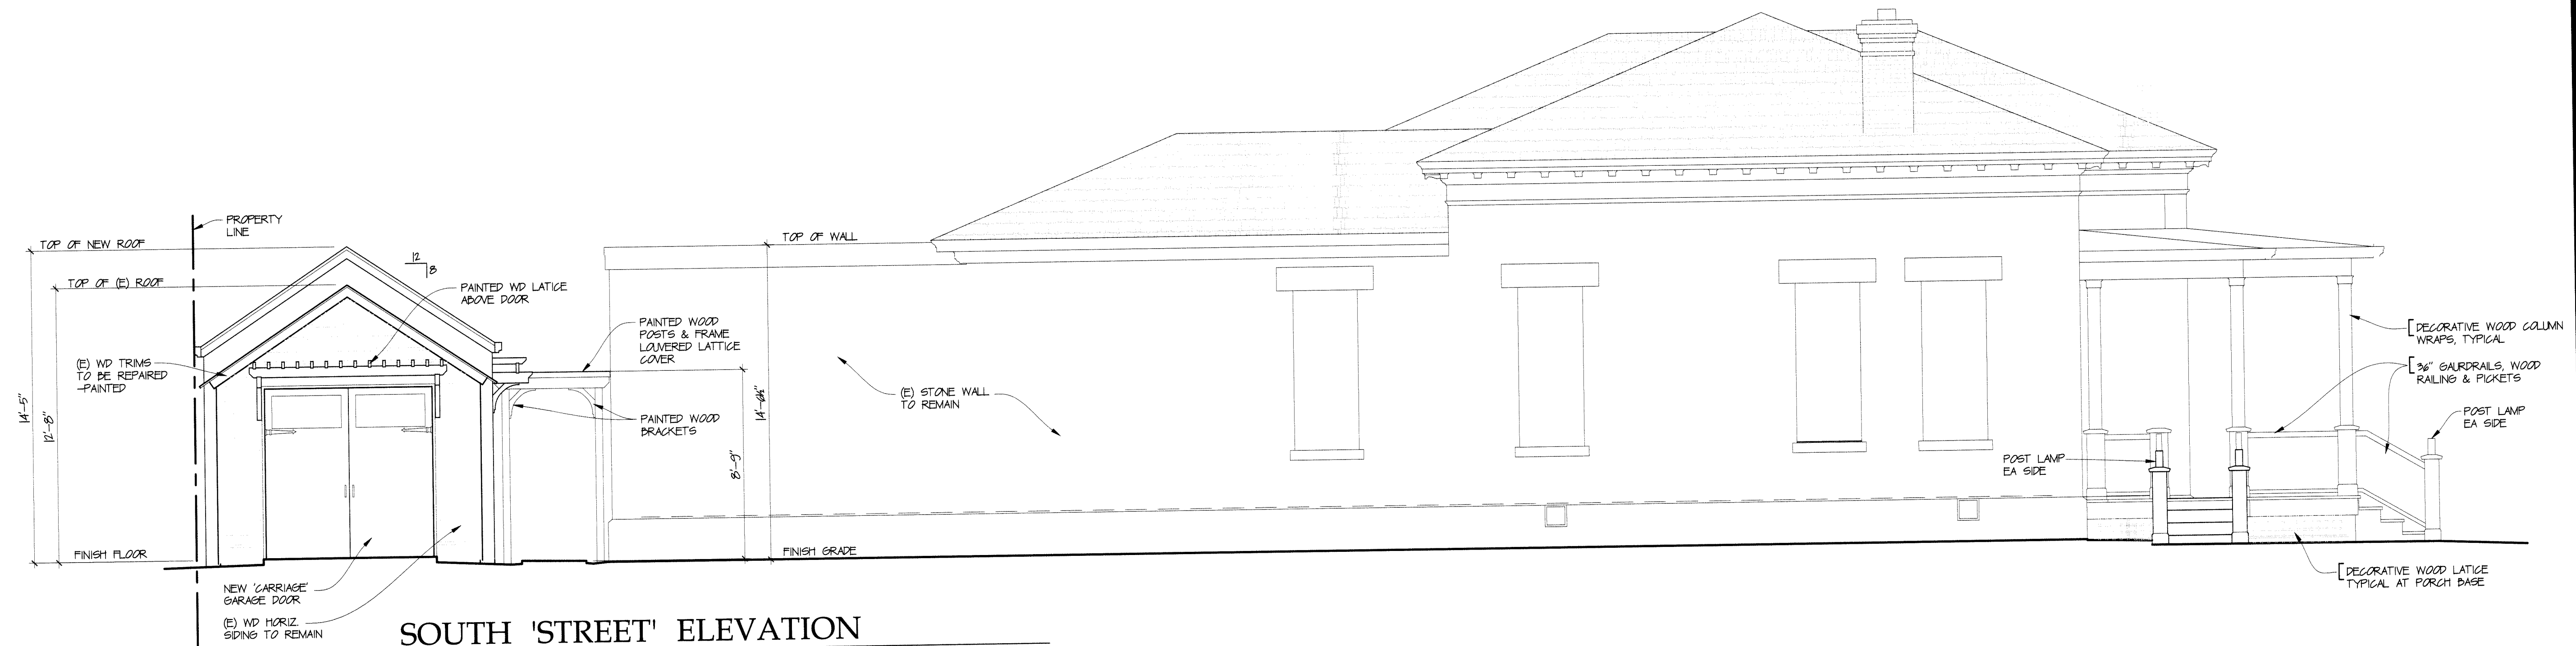 PROPERTY
LINE
TOP OF NEW ROOF
12
8
TOP OF (E) ROOF
PAINTED WD LATICE
ABOVE DOOR
TOP OF WALL
PAINTED WOOD
POSTS & FRAME
LOUVERED LATTICE
COVER
(E) WD TRIMS
TO BE REPAIRED
-PAINTED
14'-5"
12'-8"
PAINTED WOOD
BRACKETS
8'-9"
(E) STONE WALL
TO REMAIN
FINISH FLOOR
FINISH GRADE
NEW 'CARRIAGE'
GARAGE DOOR
(E) WD HORIZ.
SIDING TO REMAIN
DECORATIVE WOOD COLUMN
WRAPS, TYPICAL
36" GAURDRAILS, WOOD
RAILING & PICKETS
POST LAMP
EA SIDE
POST LAMP
EA SIDE
DECORATIVE WOOD LATICE
TYPICAL AT PORCH BASE
SOUTH 'STREET' ELEVATION